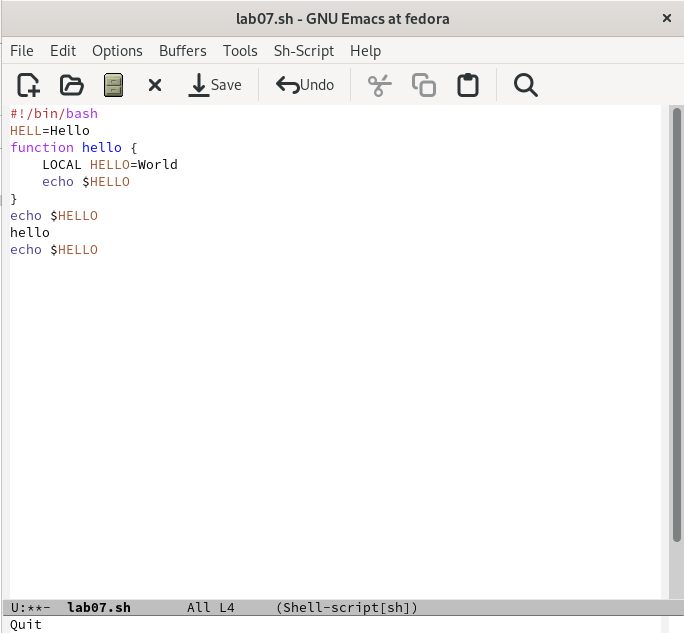 lab07.sh - GNU Emacs at fedora
File Edit Options Buffers Tools Sh-Script Help
Save Undo
#!/bin/bash
HELL=Hello
function hello {
    LOCAL HELLO=World
    echo $HELLO
}
echo $HELLO
hello
echo $HELLO
U:**-  lab07.sh       All L4     (Shell-script[sh])
Quit